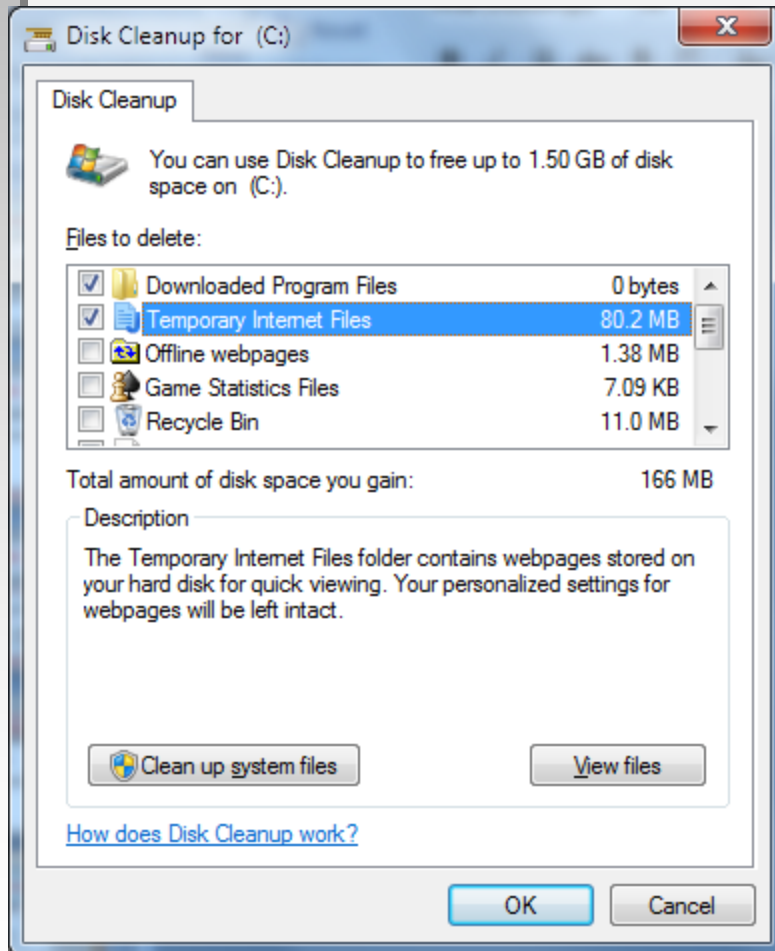 Disk Cleanup for (C:)
Disk Cleanup
You can use Disk Cleanup to free up to 1.50 GB of disk
space on (C:).
Files to delete:
Downloaded Program Files 0 bytes
Temporary Internet Files 80.2 MB
Offline webpages 1.38 MB
Game Statistics Files 7.09 KB
Recycle Bin 11.0 MB
Total amount of disk space you gain: 166 MB
Description
The Temporary Internet Files folder contains webpages stored on
your hard disk for quick viewing. Your personalized settings for
webpages will be left intact.
Clean up system files View files
How does Disk Cleanup work?
OK Cancel